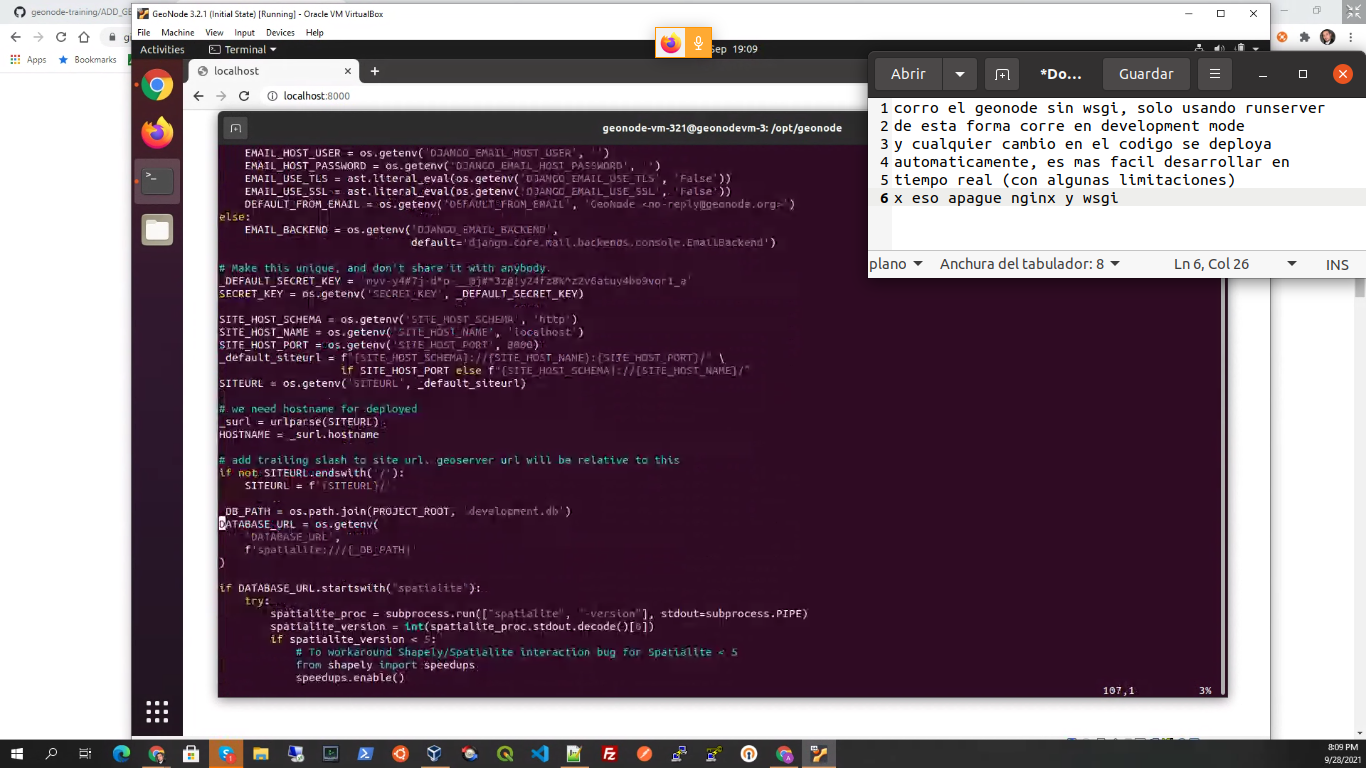 geonode-training/ADD_GE
GeoNode 3.2.1 (Initial State) [Running] - Oracle VM VirtualBox
File Machine View Input Devices Help
Activities Terminal Sep 19:09
Apps Bookmarks
localhost
localhost:8000
Abrir *Do... Guardar
1 corro el geonode sin wsgi, solo usando runserver
2 de esta forma corre en development mode
3 y cualquier cambio en el codigo se deploya
4 automaticamente, es mas facil desarrollar en
5 tiempo real (con algunas limitaciones)
6 x eso apague nginx y wsgi
plano Anchura del tabulador: 8 Ln 6, Col 26 INS
geonode-vm-321@geonodevm-3: /opt/geonode
EMAIL_HOST_USER = os.getenv('DJANGO_EMAIL_HOST_USER', '')
EMAIL_HOST_PASSWORD = os.getenv('DJANGO_EMAIL_HOST_PASSWORD', '')
EMAIL_USE_TLS = ast.literal_eval(os.getenv('DJANGO_EMAIL_USE_TLS', 'False'))
EMAIL_USE_SSL = ast.literal_eval(os.getenv('DJANGO_EMAIL_USE_SSL', 'False'))
DEFAULT_FROM_EMAIL = os.getenv('DEFAULT_FROM_EMAIL', 'GeoNode <no-reply@geonode.org>')
else:
EMAIL_BACKEND = os.getenv('DJANGO_EMAIL_BACKEND',
default='django.core.mail.backends.console.EmailBackend')
# Make this unique, and don't share it with anybody.
_DEFAULT_SECRET_KEY =
SECRET_KEY = os.getenv('SECRET_KEY', _DEFAULT_SECRET_KEY)
SITE_HOST_SCHEMA = os.getenv('SITE_HOST_SCHEMA', 'http')
SITE_HOST_NAME = os.getenv('SITE_HOST_NAME', 'localhost')
SITE_HOST_PORT = os.getenv('SITE_HOST_PORT', 8000)
_default_siteurl = f"{SITE_HOST_SCHEMA}://{SITE_HOST_NAME}:{SITE_HOST_PORT}/" \
if SITE_HOST_PORT else f"{SITE_HOST_SCHEMA}://{SITE_HOST_NAME}/"
SITEURL = os.getenv('SITEURL', _default_siteurl)
# we need hostname for deployed
_surl = urlparse(SITEURL)
HOSTNAME = _surl.hostname
# add trailing slash to site url. geoserver url will be relative to this
if not SITEURL.endswith('/'):
SITEURL = f'{SITEURL}/'
_DB_PATH = os.path.join(PROJECT_ROOT, 'development.db')
DATABASE_URL = os.getenv(
'DATABASE_URL',
f'spatialite:///{_DB_PATH}'
)
if DATABASE_URL.startswith("spatialite"):
try:
spatialite_proc = subprocess.run(["spatialite", "-version"], stdout=subprocess.PIPE)
spatialite_version = int(spatialite_proc.stdout.decode()[0])
if spatialite_version < 5:
# To workaround Shapely/Spatialite interaction bug for Spatialite < 5
from shapely import speedups
speedups.enable()
107,1 3%
8:09 PM
9/28/2021